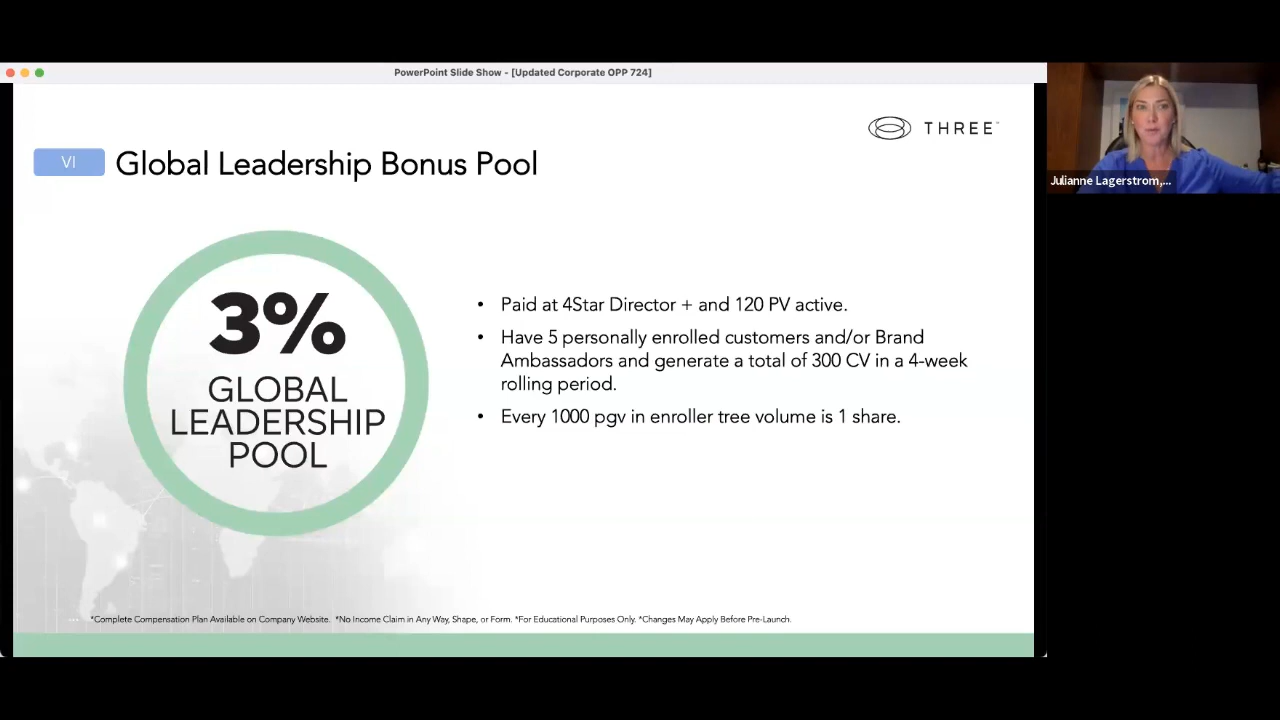 PowerPoint Slide Show - [Updated Corporate OPP 724]
THREE™
VI
Global Leadership Bonus Pool
3%
GLOBAL
LEADERSHIP
POOL
• Paid at 4Star Director + and 120 PV active.
• Have 5 personally enrolled customers and/or Brand
Ambassadors and generate a total of 300 CV in a 4-week
rolling period.
• Every 1000 pgv in enroller tree volume is 1 share.
*Complete Compensation Plan Available on Company Website. *No Income Claim in Any Way, Shape, or Form. *For Educational Purposes Only. *Changes May Apply Before Pre-Launch.
Julianne Lagerstrom,...